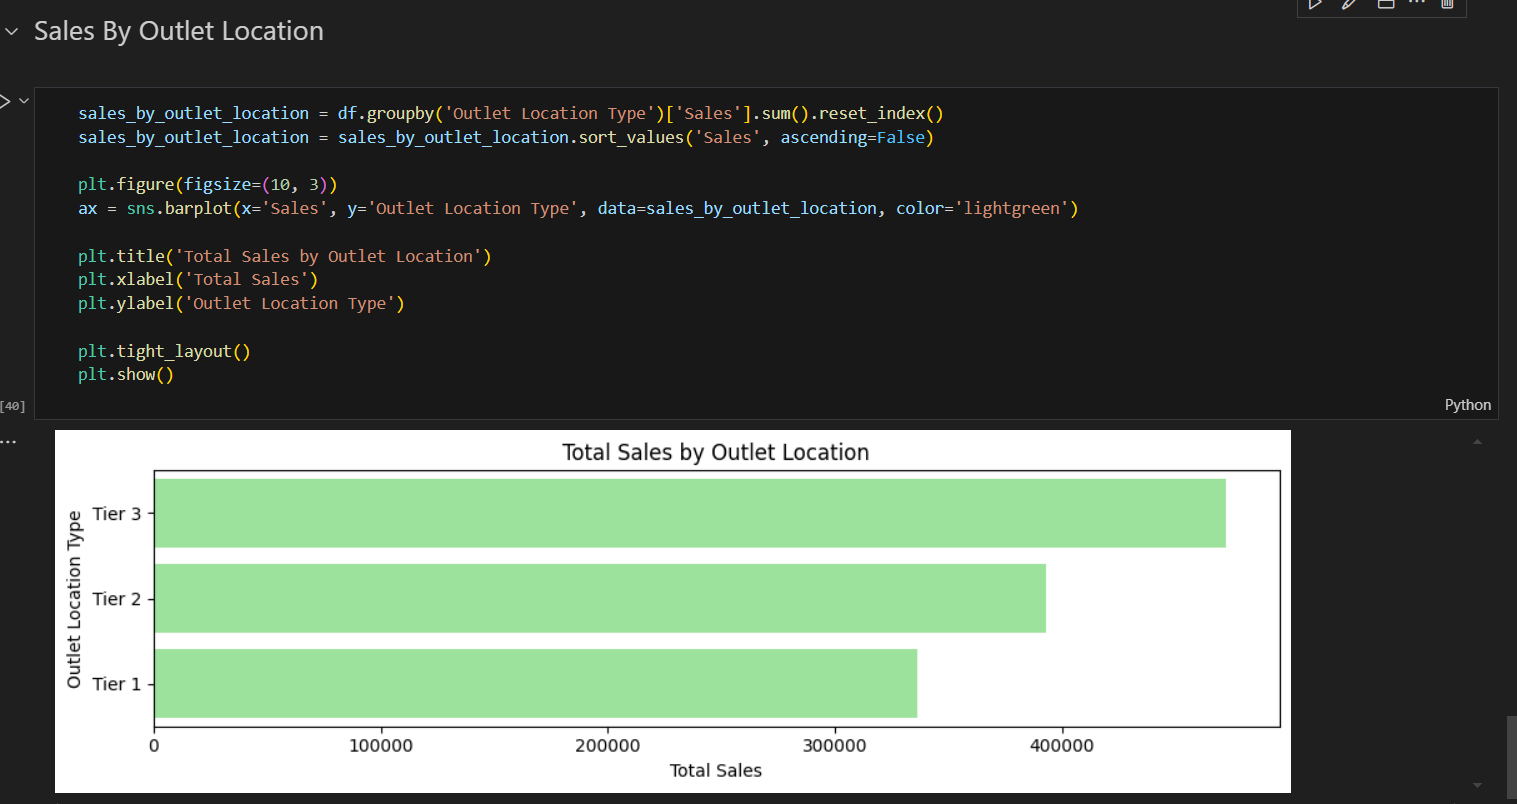 Sales By Outlet Location
sales_by_outlet_location = df.groupby('Outlet Location Type')['Sales'].sum().reset_index()
sales_by_outlet_location = sales_by_outlet_location.sort_values('Sales', ascending=False)
plt.figure(figsize=(10, 3))
ax = sns.barplot(x='Sales', y='Outlet Location Type', data=sales_by_outlet_location, color='lightgreen')
plt.title('Total Sales by Outlet Location')
plt.xlabel('Total Sales')
plt.ylabel('Outlet Location Type')
plt.tight_layout()
plt.show()
[40]
Python
Total Sales by Outlet Location
Outlet Location Type
Tier 3
Tier 2
Tier 1
0 100000 200000 300000 400000
Total Sales